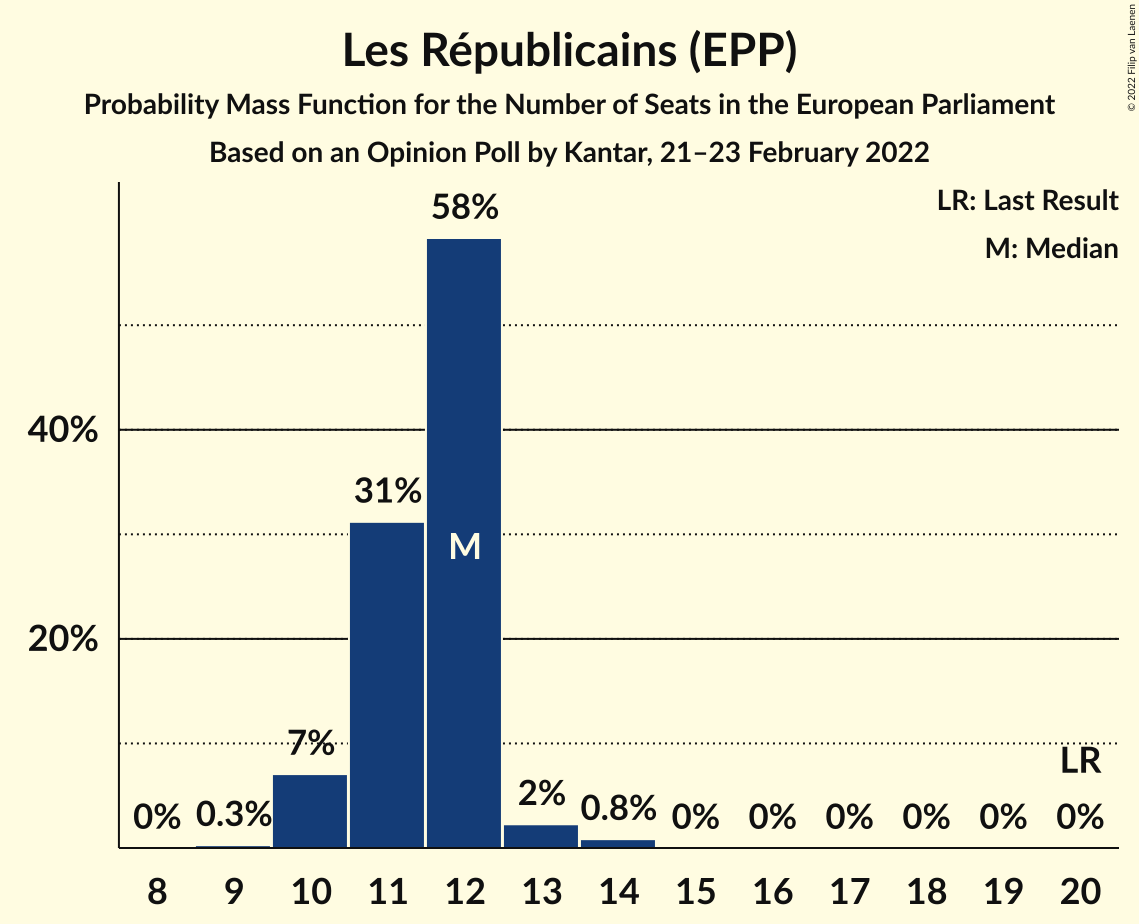 Les Républicains (EPP)
Probability Mass Function for the Number of Seats in the European Parliament
Based on an Opinion Poll by Kantar, 21–23 February 2022
© 2022 Filip van Laenen
LR: Last Result
M: Median
58%
40%
31%
M
20%
7%
LR
0% 0.3% 2% 0.8% 0% 0% 0% 0% 0% 0%
8 9 10 11 12 13 14 15 16 17 18 19 20